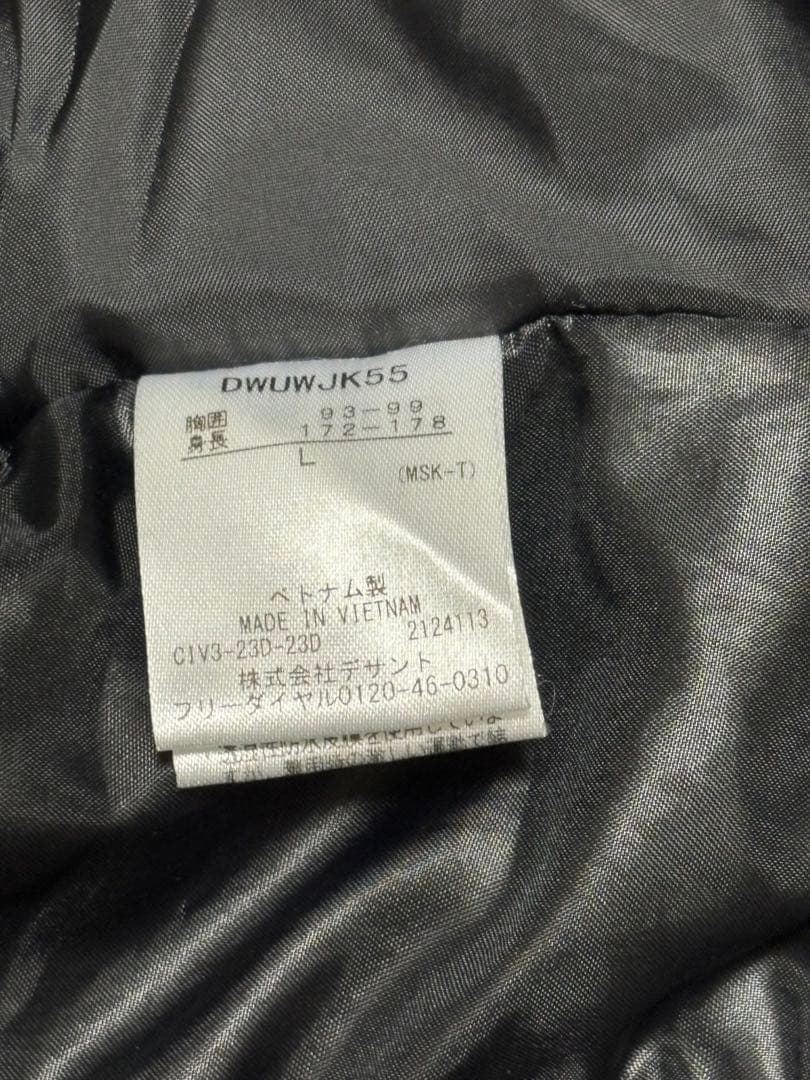 DWUWJK55
胸囲 93-99
身長 172-178
L
(MSK-T)
ベトナム製
MADE IN VIETNAM
CIV3-23D-23D 2124113
株式会社デサント
フリーダイヤル0120-46-0310